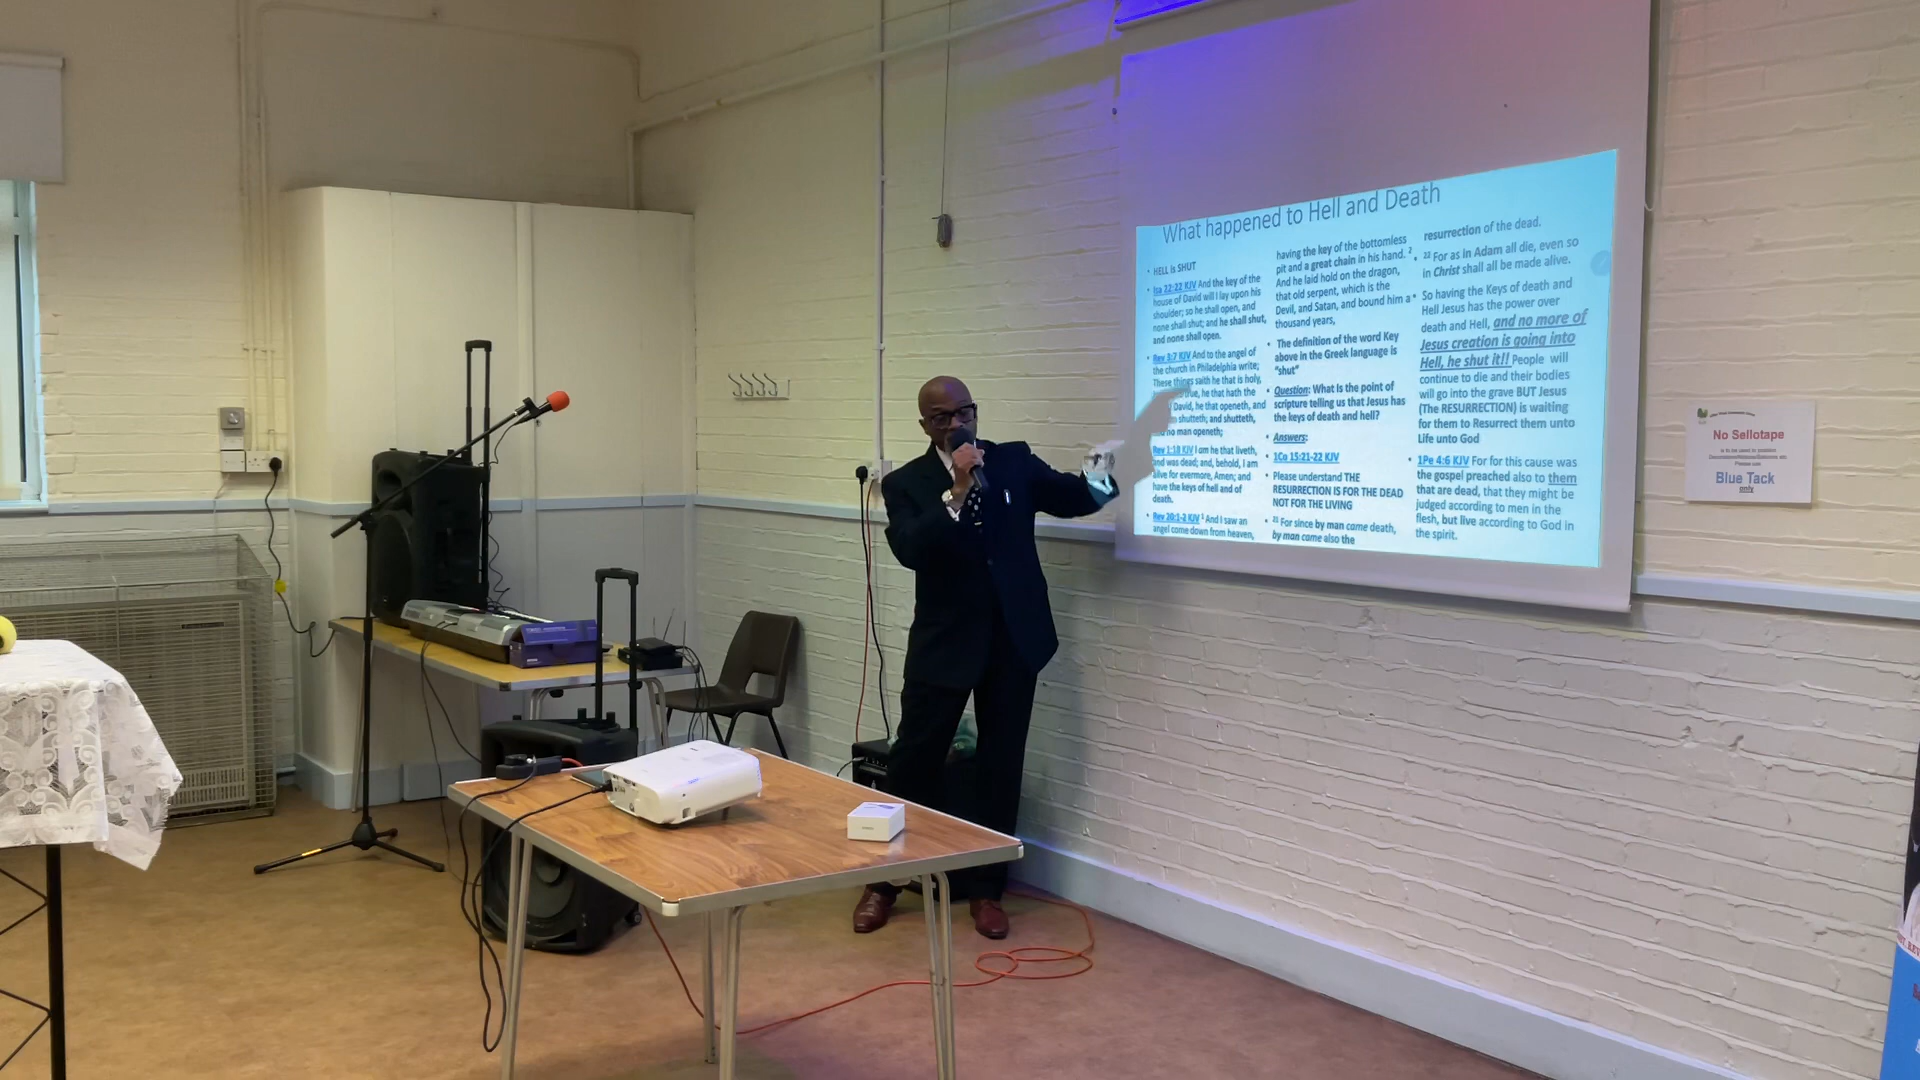 What happened to Hell and Death
HELL is SHUT
Isa 22:22 KJV And the key of the
house of David will I lay upon his
shoulder; so he shall open, and
none shall shut; and he shall shut,
and none shall open.
Rev 3:7 KJV And to the angel of
the church in Philadelphia write;
These things saith he that is holy,
true, he that hath the
David, he that openeth, and
shutteth; and shutteth,
no man openeth;
Rev 1:18 KJV I am he that liveth,
and was dead; and, behold, I am
alive for evermore, Amen; and
have the keys of hell and of
death.
Rev 20:1-2 KJV 1 And I saw an
angel come down from heaven,
having the key of the bottomless
pit and a great chain in his hand. 2
And he laid hold on the dragon,
that old serpent, which is the
Devil, and Satan, and bound him a
thousand years,
The definition of the word Key
above in the Greek language is
"shut"
Question: What Is the point of
scripture telling us that Jesus has
the keys of death and hell?
Answers:
1Co 15:21-22 KJV
Please understand THE
RESURRECTION IS FOR THE DEAD
NOT FOR THE LIVING
21 For since by man came death,
by man came also the
resurrection of the dead.
22 For as in Adam all die, even so
in Christ shall all be made alive.
So having the Keys of death and
Hell Jesus has the power over
death and Hell, and no more of
Jesus creation is going into
Hell, he shut it!! People will
continue to die and their bodies
will go into the grave BUT Jesus
(The RESURRECTION) is waiting
for them to Resurrect them unto
Life unto God
1Pe 4:6 KJV For for this cause was
the gospel preached also to them
that are dead, that they might be
judged according to men in the
flesh, but live according to God in
the spirit.
No Sellotape
Blue Tack
only